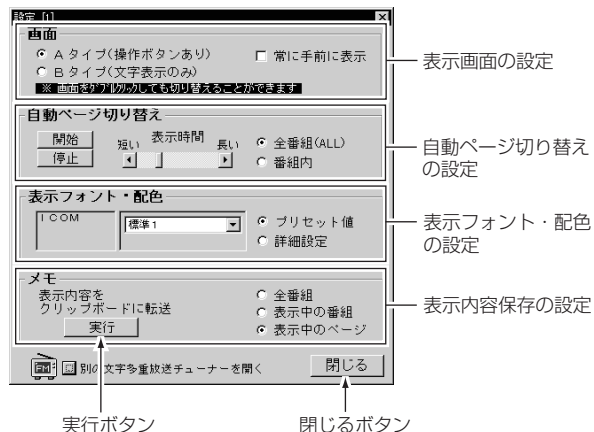 設定 [1]
画面
Aタイプ(操作ボタンあり)
常に手前に表示
Bタイプ(文字表示のみ)
※ 画面をダブルクリックしても切り替えることができます
表示画面の設定
自動ページ切り替え
開始
停止
短い 表示時間 長い
全番組(ALL)
番組内
自動ページ切り替え
の設定
表示フォント・配色
ICOM
標準1
プリセット値
詳細設定
表示フォント・配色
の設定
メモ
表示内容を
クリップボードに転送
実行
全番組
表示中の番組
表示中のページ
表示内容保存の設定
FM
別の文字多重放送チューナーを開く
閉じる
実行ボタン
閉じるボタン